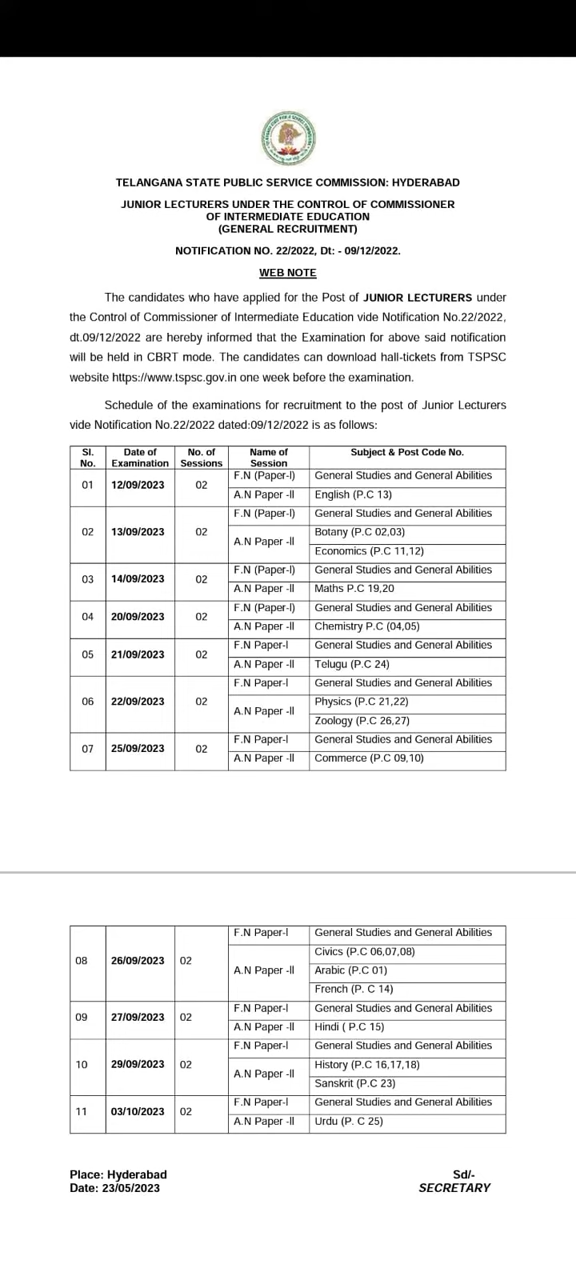 TELANGANA STATE PUBLIC SERVICE COMMISSION: HYDERABAD
JUNIOR LECTURERS UNDER THE CONTROL OF COMMISSIONER
OF INTERMEDIATE EDUCATION
(GENERAL RECRUITMENT)
NOTIFICATION NO. 22/2022, Dt: - 09/12/2022.
WEB NOTE
The candidates who have applied for the Post of JUNIOR LECTURERS under
the Control of Commissioner of Intermediate Education vide Notification No.22/2022,
dt.09/12/2022 are hereby informed that the Examination for above said notification
will be held in CBRT mode. The candidates can download hall-tickets from TSPSC
website https://www.tspsc.gov.in one week before the examination.
Schedule of the examinations for recruitment to the post of Junior Lecturers
vide Notification No.22/2022 dated:09/12/2022 is as follows:
Sl. No. Date of Examination No. of Sessions Name of Session Subject & Post Code No.
01 12/09/2023 02 F.N (Paper-I) General Studies and General Abilities
A.N Paper -II English (P.C 13)
02 13/09/2023 02 F.N (Paper-I) General Studies and General Abilities
A.N Paper -II Botany (P.C 02,03)
Economics (P.C 11,12)
03 14/09/2023 02 F.N (Paper-I) General Studies and General Abilities
A.N Paper -II Maths P.C 19,20
04 20/09/2023 02 F.N (Paper-I) General Studies and General Abilities
A.N Paper -II Chemistry P.C (04,05)
05 21/09/2023 02 F.N Paper-I General Studies and General Abilities
A.N Paper -II Telugu (P.C 24)
06 22/09/2023 02 F.N Paper-I General Studies and General Abilities
A.N Paper -II Physics (P.C 21,22)
Zoology (P.C 26,27)
07 25/09/2023 02 F.N Paper-I General Studies and General Abilities
A.N Paper -II Commerce (P.C 09,10)
08 26/09/2023 02 F.N Paper-I General Studies and General Abilities
A.N Paper -II Civics (P.C 06,07,08)
Arabic (P.C 01)
French (P. C 14)
09 27/09/2023 02 F.N Paper-I General Studies and General Abilities
A.N Paper -II Hindi ( P.C 15)
10 29/09/2023 02 F.N Paper-I General Studies and General Abilities
A.N Paper -II History (P.C 16,17,18)
Sanskrit (P.C 23)
11 03/10/2023 02 F.N Paper-I General Studies and General Abilities
A.N Paper -II Urdu (P. C 25)
Place: Hyderabad Sd/-
Date: 23/05/2023 SECRETARY